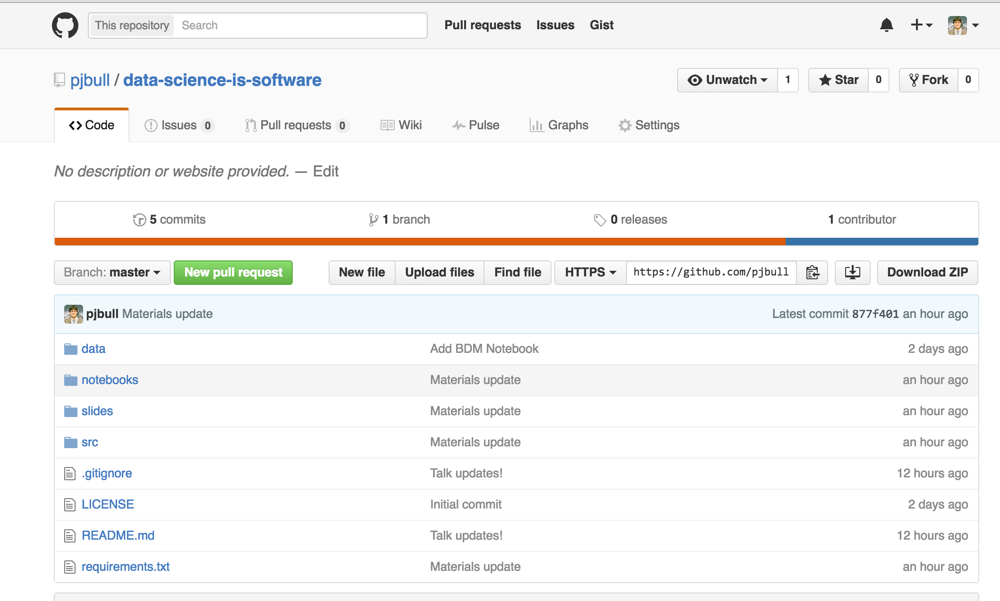 This repository Search Pull requests Issues Gist
pjbull / data-science-is-software Unwatch 1 Star 0 Fork 0
Code Issues 0 Pull requests 0 Wiki Pulse Graphs Settings
No description or website provided. — Edit
5 commits 1 branch 0 releases 1 contributor
Branch: master New pull request New file Upload files Find file HTTPS https://github.com/pjbull Download ZIP
pjbull Materials update Latest commit 877f401 an hour ago
data Add BDM Notebook 2 days ago
notebooks Materials update an hour ago
slides Materials update an hour ago
src Materials update an hour ago
.gitignore Talk updates! 12 hours ago
LICENSE Initial commit 2 days ago
README.md Talk updates! 12 hours ago
requirements.txt Materials update an hour ago